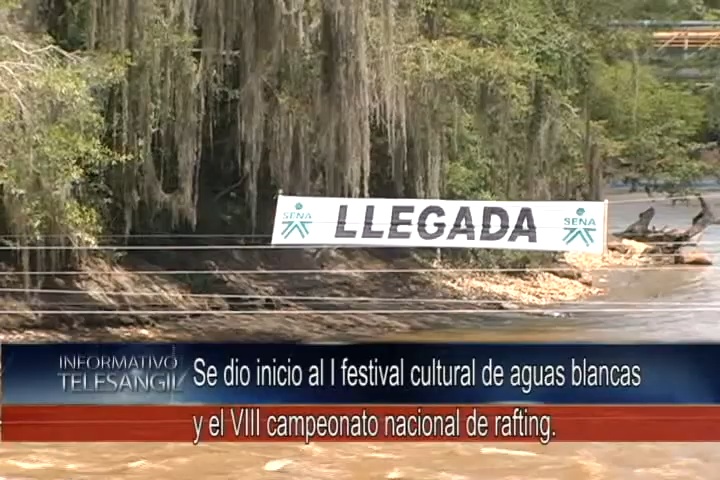 SENA
LLEGADA
SENA
INFORMATIVO
TELESANGIL
Se dio inicio al I festival cultural de aguas blancas
y el VIII campeonato nacional de rafting.